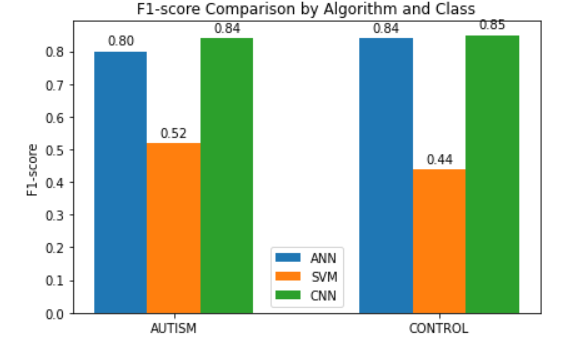 F1-score Comparison by Algorithm and Class
0.80
0.84
0.84
0.85
0.52
0.44
F1-score
0.8
0.7
0.6
0.5
0.4
0.3
0.2
0.1
0.0
ANN
SVM
CNN
AUTISM
CONTROL